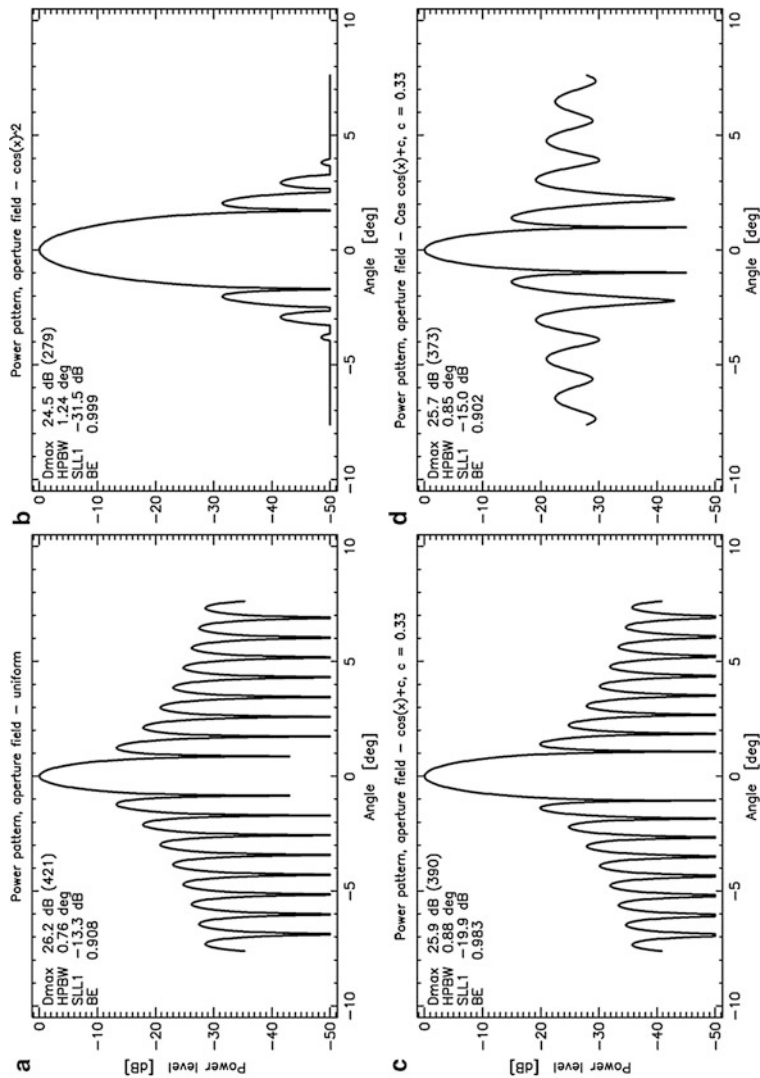 a
Power pattern, aperture field – uniform
Dmax 26.2 dB (421)
HPBW 0.76 deg
SLL1 −13.3 dB
BE 0.908
0
−10
−20
−30
−40
−50
Power level [dB]
−10
−5
0
5
10
Angle [deg]
b
Power pattern, aperture field – cos(x)^2
Dmax 24.5 dB (279)
HPBW 1.24 deg
SLL1 −31.5 dB
BE 0.999
0
−10
−20
−30
−40
−50
−10
−5
0
5
10
Angle [deg]
c
Power pattern, aperture field – cos(x)+c, c = 0.33
Dmax 25.9 dB (390)
HPBW 0.88 deg
SLL1 −19.9 dB
BE 0.983
0
−10
−20
−30
−40
−50
Power level [dB]
−10
−5
0
5
10
Angle [deg]
d
Power pattern, aperture field – Cas cos(x)+c, c = 0.33
Dmax 25.7 dB (373)
HPBW 0.85 deg
SLL1 −15.0 dB
BE 0.902
0
−10
−20
−30
−40
−50
−10
−5
0
5
10
Angle [deg]